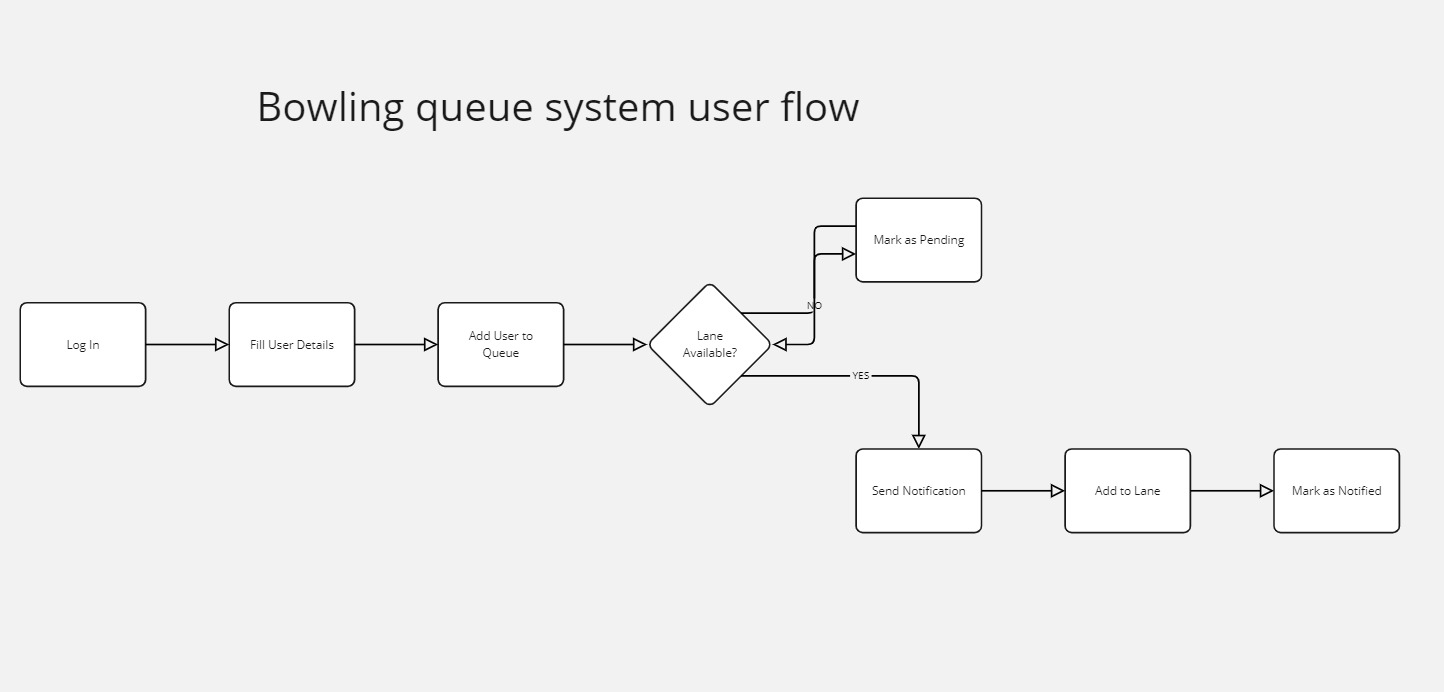 Bowling queue system user flow
Mark as Pending
NO
Log In
Fill User Details
Add User to
Queue
Lane
Available?
YES
Send Notification
Add to Lane
Mark as Notified